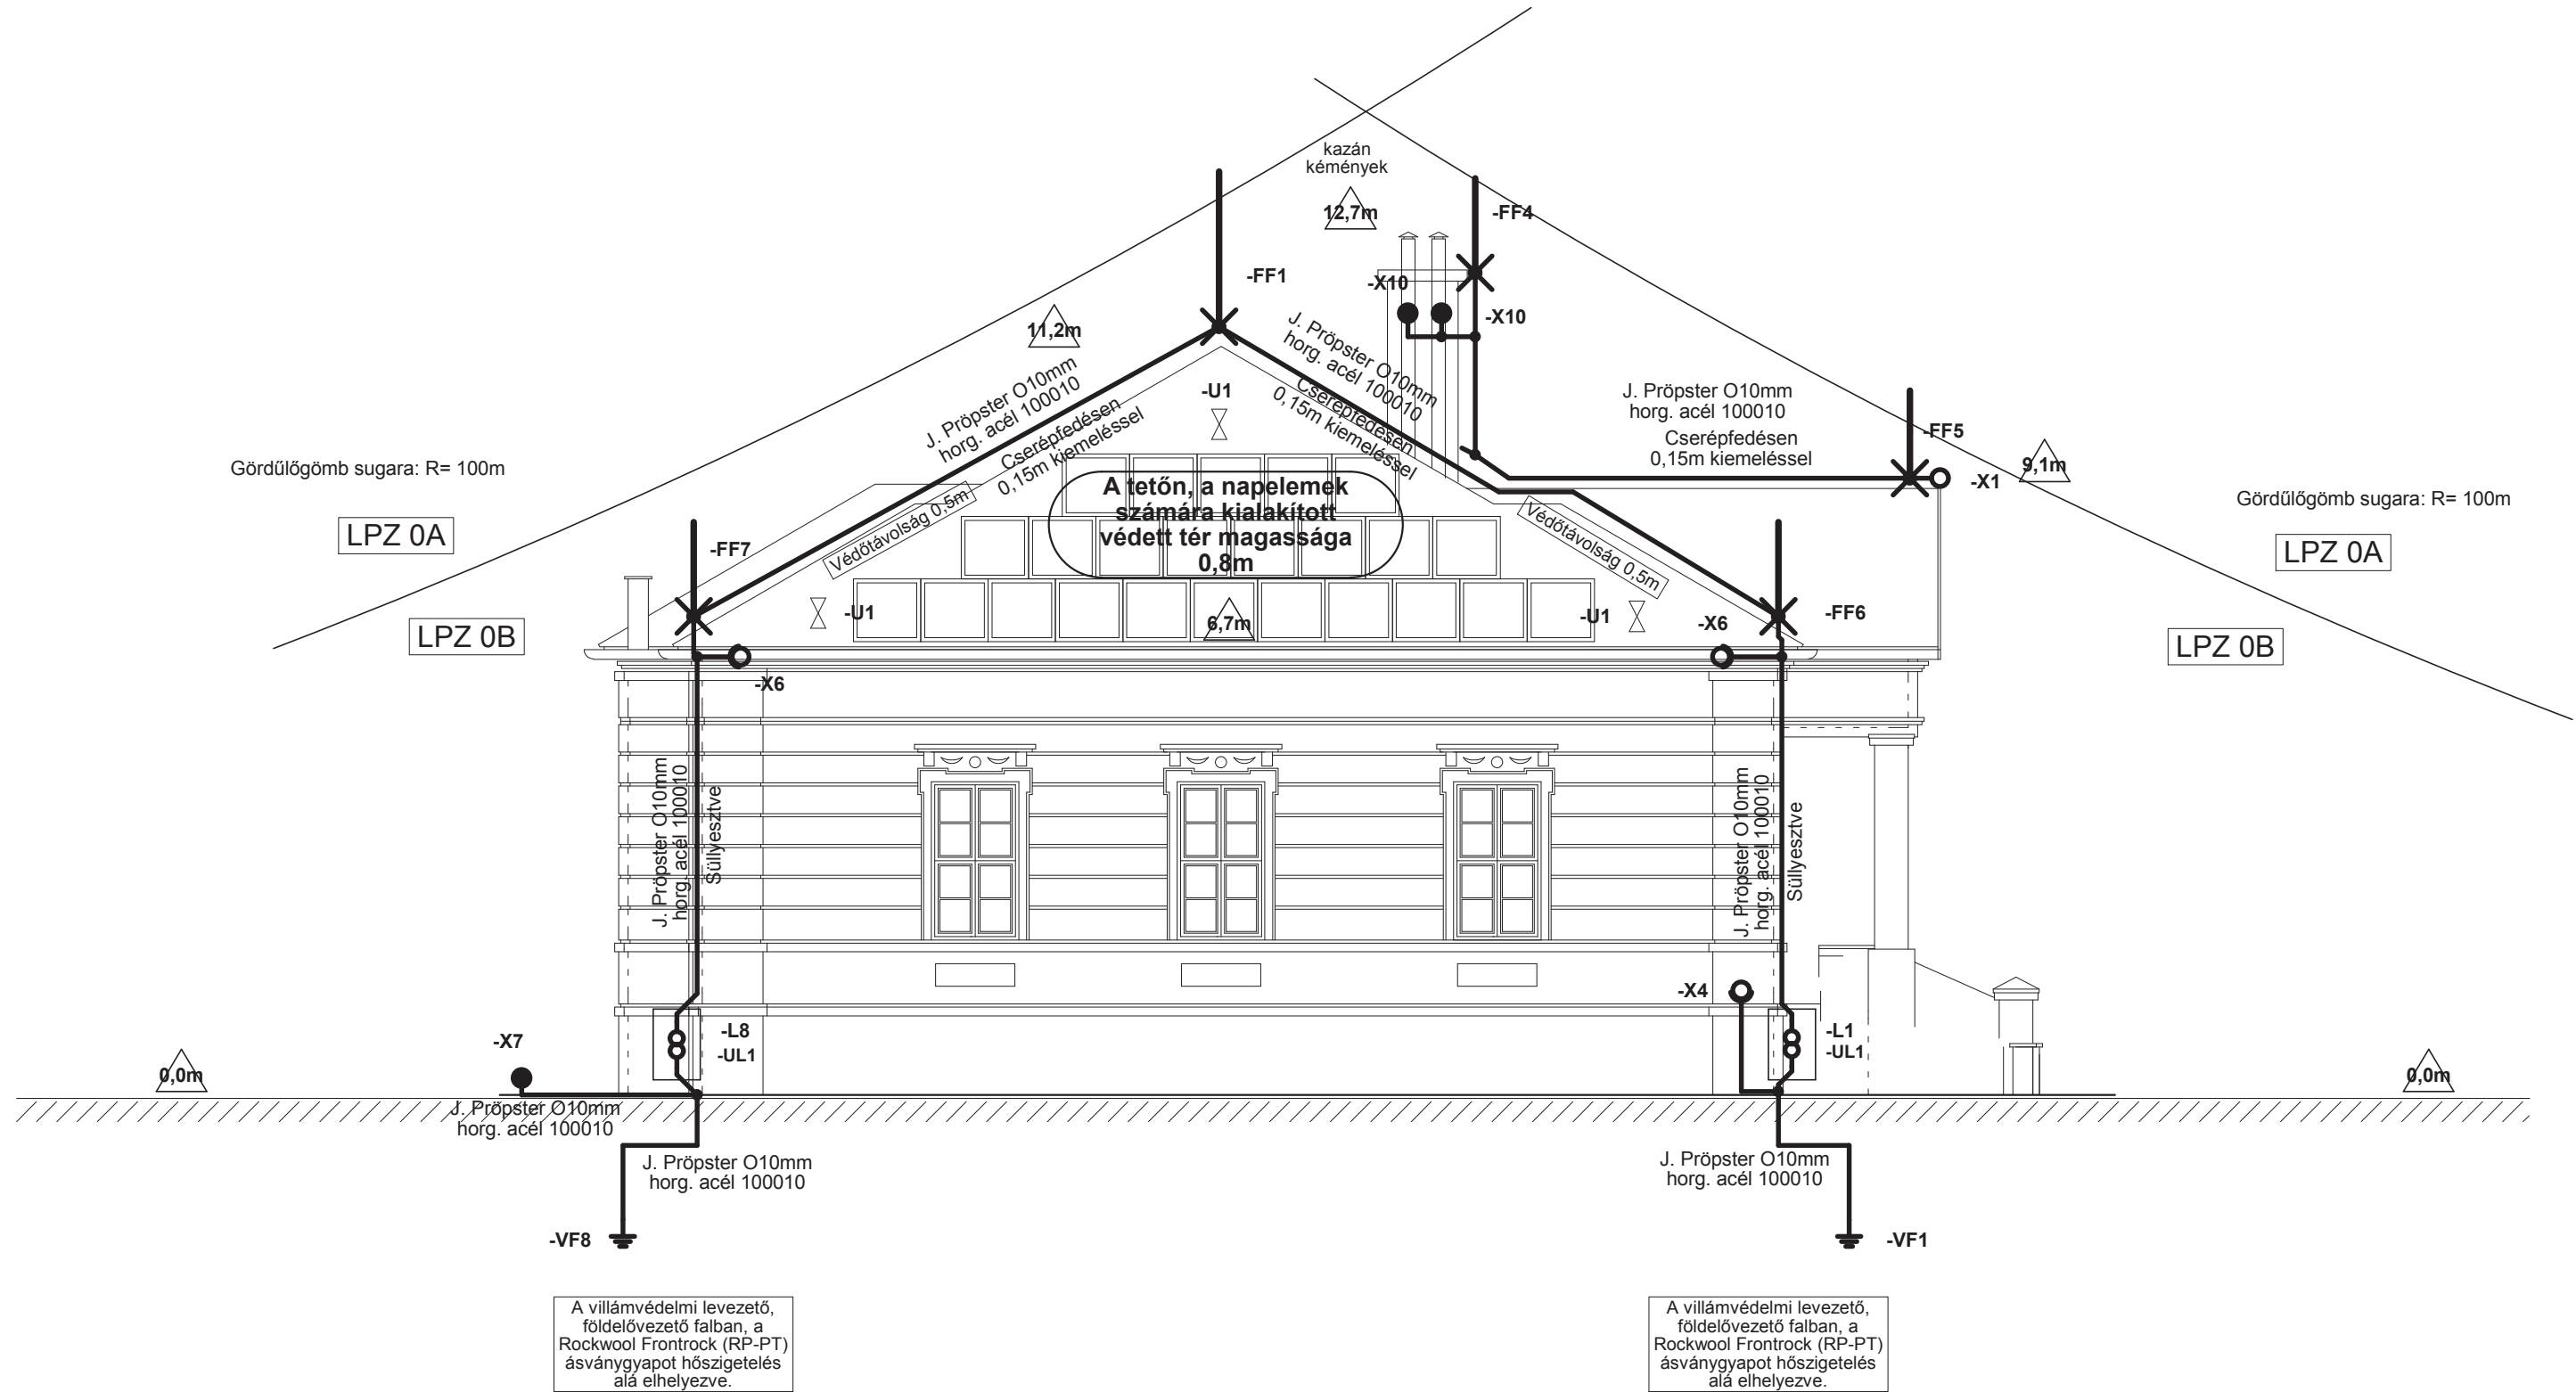 kazán
kémények
12,7m
-FF4
-FF1
-X10
-X10
11,2m
J. Pröpster O10mm
horg. acél 100010
Cserépfedésen
0,15m kiemeléssel
J. Pröpster O10mm
horg. acél 100010
Cserépfedésen
0,15m kiemeléssel
-U1
J. Pröpster O10mm
horg. acél 100010
Cserépfedésen
0,15m kiemeléssel
-FF5
9,1m
-X1
Gördűlőgömb sugara: R= 100m
Gördűlőgömb sugara: R= 100m
LPZ 0A
LPZ 0A
A tetőn, a napelemek
számára kialakított
védett tér magassága
0,8m
Védőtávolság 0,5m
Védőtávolság 0,5m
-FF7
-U1
6,7m
-U1
-X6
-FF6
LPZ 0B
LPZ 0B
-X6
J. Pröpster O10mm
horg. acél 100010
Süllyesztve
J. Pröpster O10mm
horg. acél 100010
Süllyesztve
-X4
-X7
-L8
-UL1
-L1
-UL1
0,0m
0,0m
J. Pröpster O10mm
horg. acél 100010
J. Pröpster O10mm
horg. acél 100010
J. Pröpster O10mm
horg. acél 100010
-VF8
-VF1
A villámvédelmi levezető,
földelővezető falban, a
Rockwool Frontrock (RP-PT)
ásványgyapot hőszigetelés
alá elhelyezve.
A villámvédelmi levezető,
földelővezető falban, a
Rockwool Frontrock (RP-PT)
ásványgyapot hőszigetelés
alá elhelyezve.